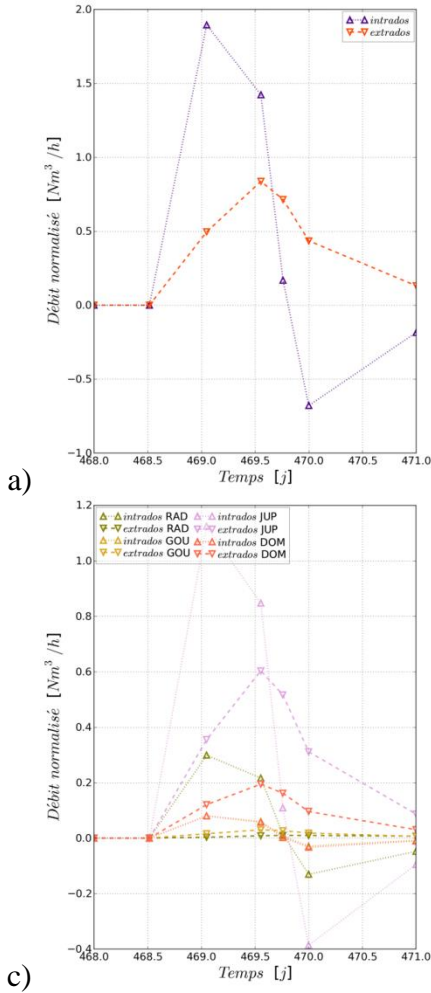 2.0
intrados
extrados
1.5
1.0
0.5
0.0
−0.5
−1.0
Débit normalisé [Nm³/h]
468.0 468.5 469.0 469.5 470.0 470.5 471.0
Temps [j]
a)
1.2
intrados RAD intrados JUP
extrados RAD extrados JUP
intrados GOU intrados DOM
extrados GOU extrados DOM
1.0
0.8
0.6
0.4
0.2
0.0
−0.2
−0.4
Débit normalisé [Nm³/h]
468.0 468.5 469.0 469.5 470.0 470.5 471.0
Temps [j]
c)